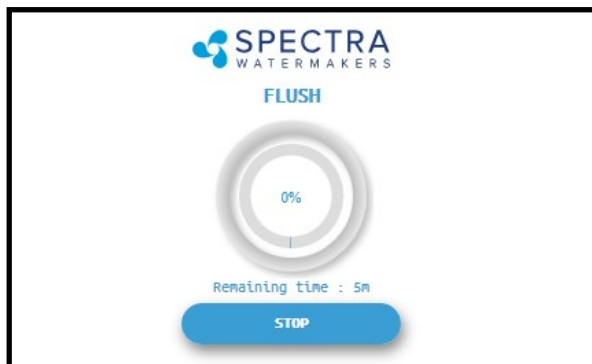 SPECTRA
WATERMAKERS
FLUSH
0%
Remaining time : 5m
STOP